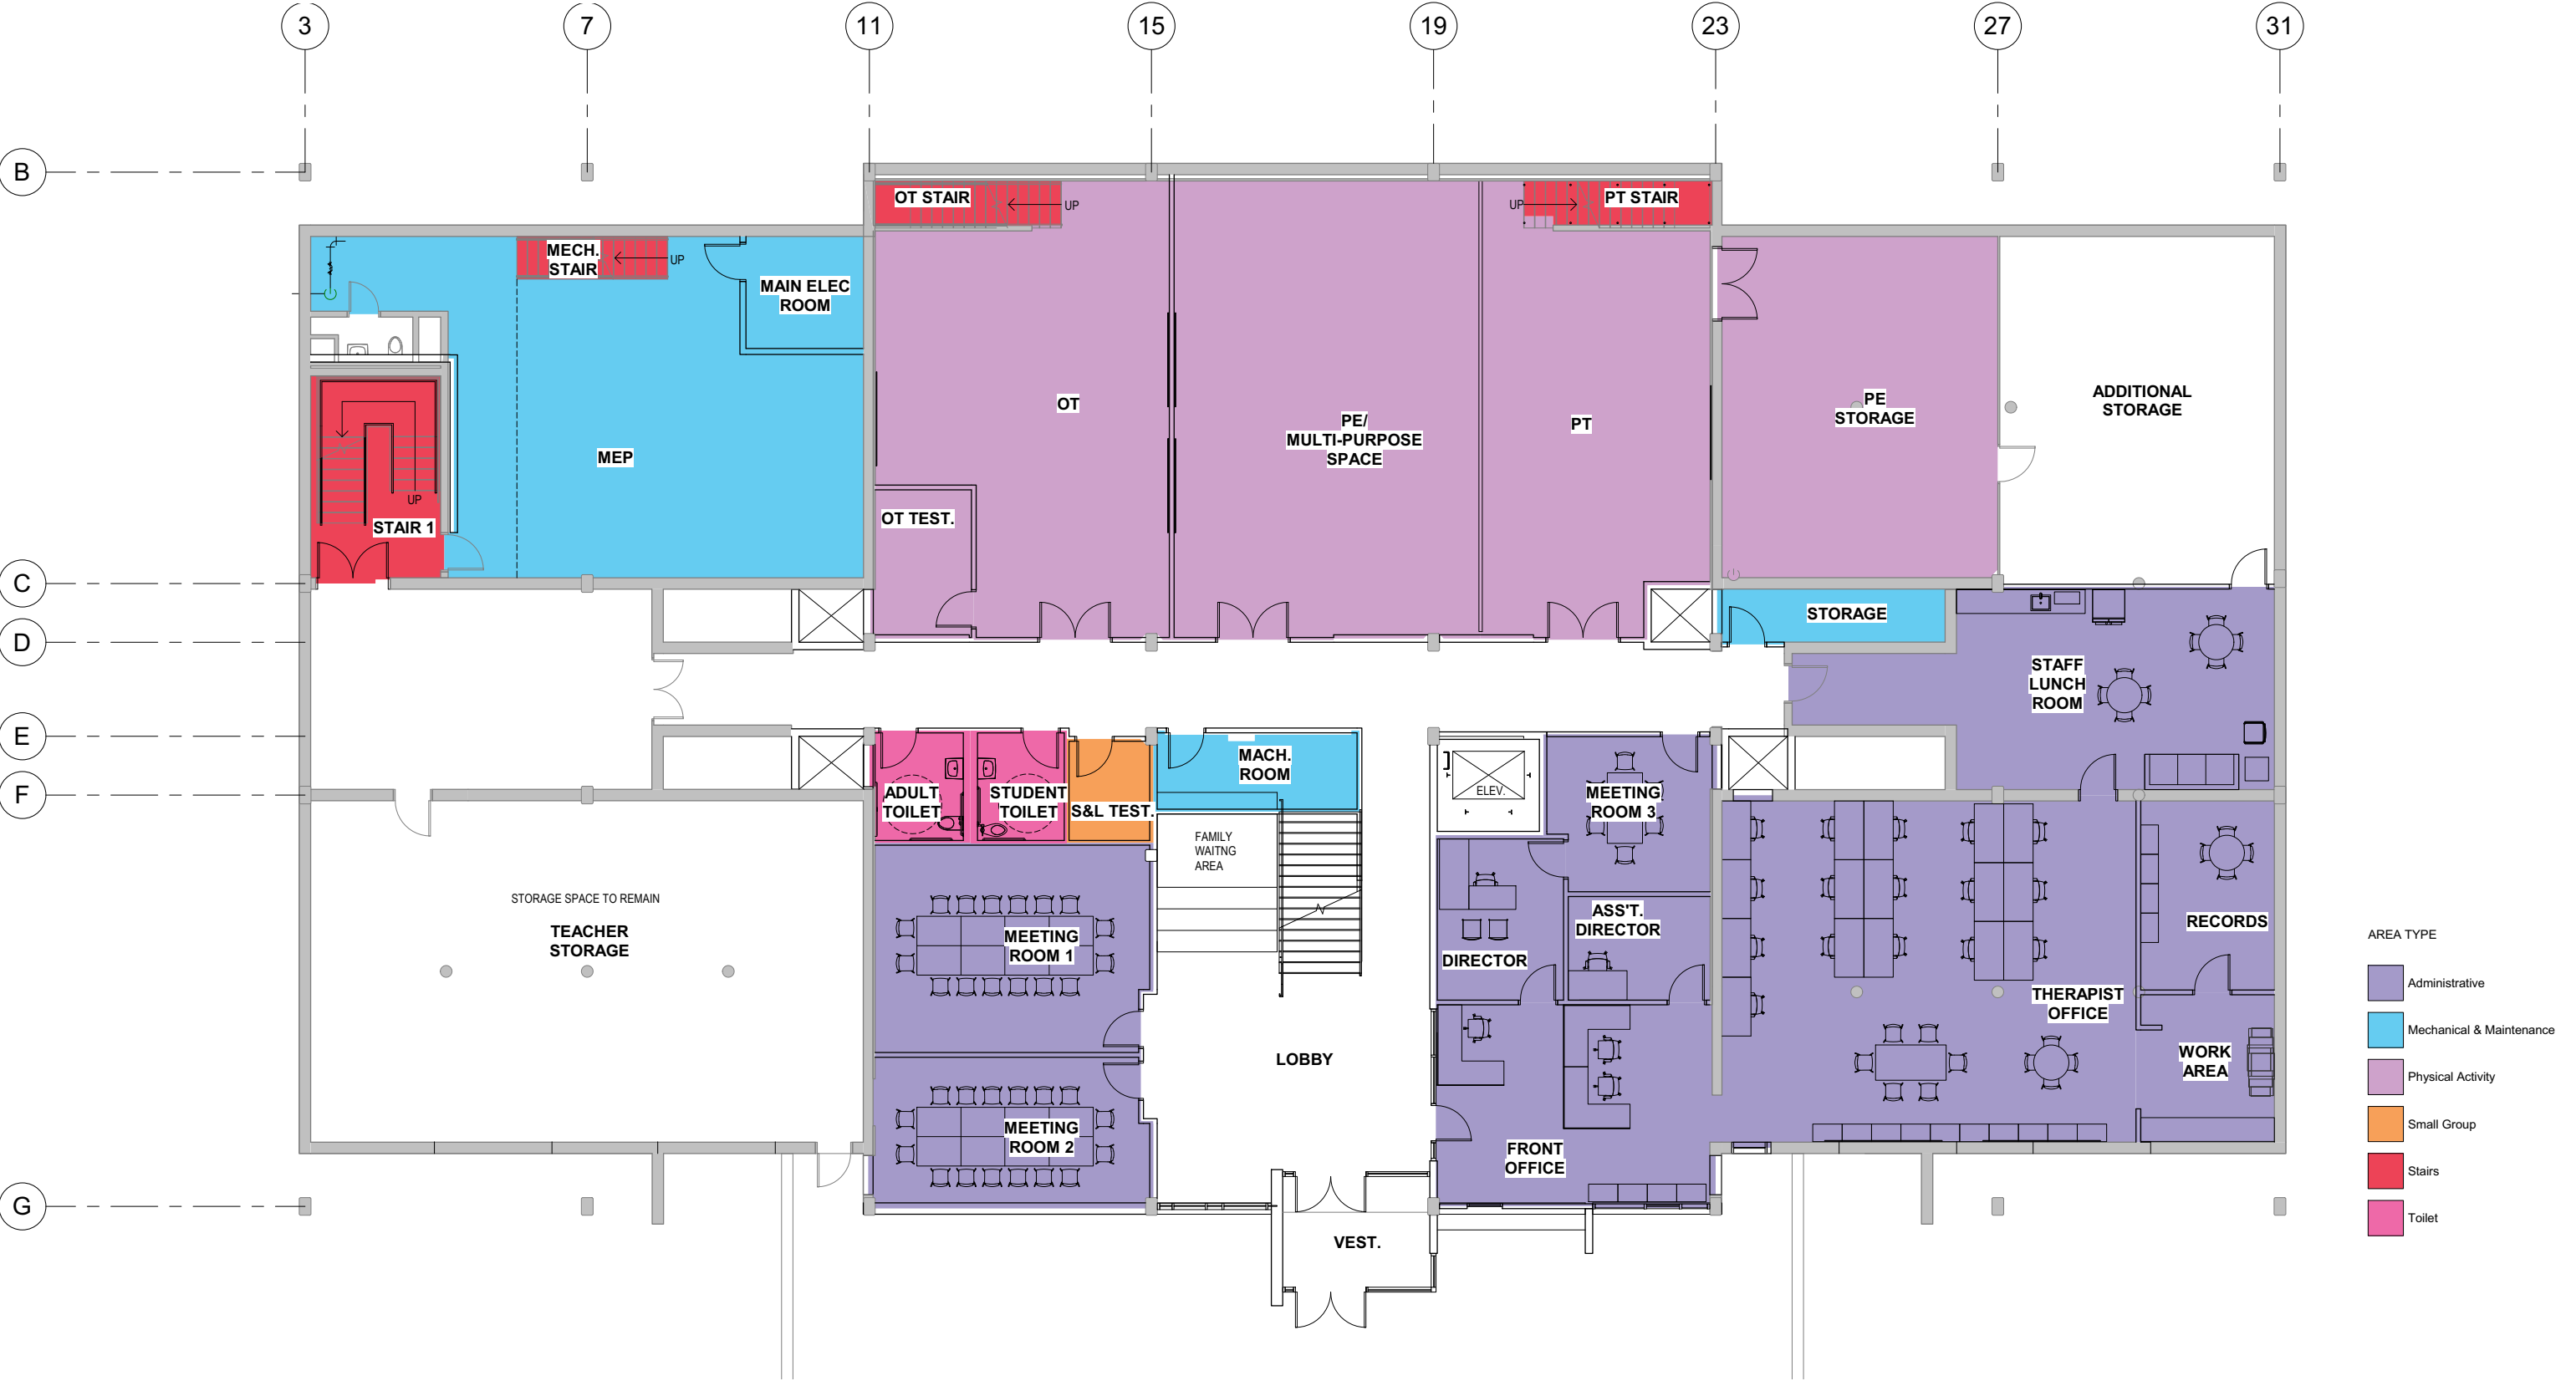 3
7
11
15
19
23
27
31
B
OT STAIR
UP
UP
PT STAIR
MECH.
STAIR
UP
MAIN ELEC
ROOM
OT
PE/
MULTI-PURPOSE
SPACE
PT
PE
STORAGE
ADDITIONAL
STORAGE
MEP
UP
STAIR 1
OT TEST.
C
D
STORAGE
STAFF
LUNCH
ROOM
E
F
ADULT
TOILET
STUDENT
TOILET
S&L TEST.
MACH.
ROOM
ELEV.
MEETING
ROOM 3
FAMILY
WAITNG
AREA
STORAGE SPACE TO REMAIN
TEACHER
STORAGE
MEETING
ROOM 1
DIRECTOR
ASS'T.
DIRECTOR
RECORDS
THERAPIST
OFFICE
LOBBY
WORK
AREA
MEETING
ROOM 2
FRONT
OFFICE
G
VEST.
AREA TYPE
Administrative
Mechanical & Maintenance
Physical Activity
Small Group
Stairs
Toilet